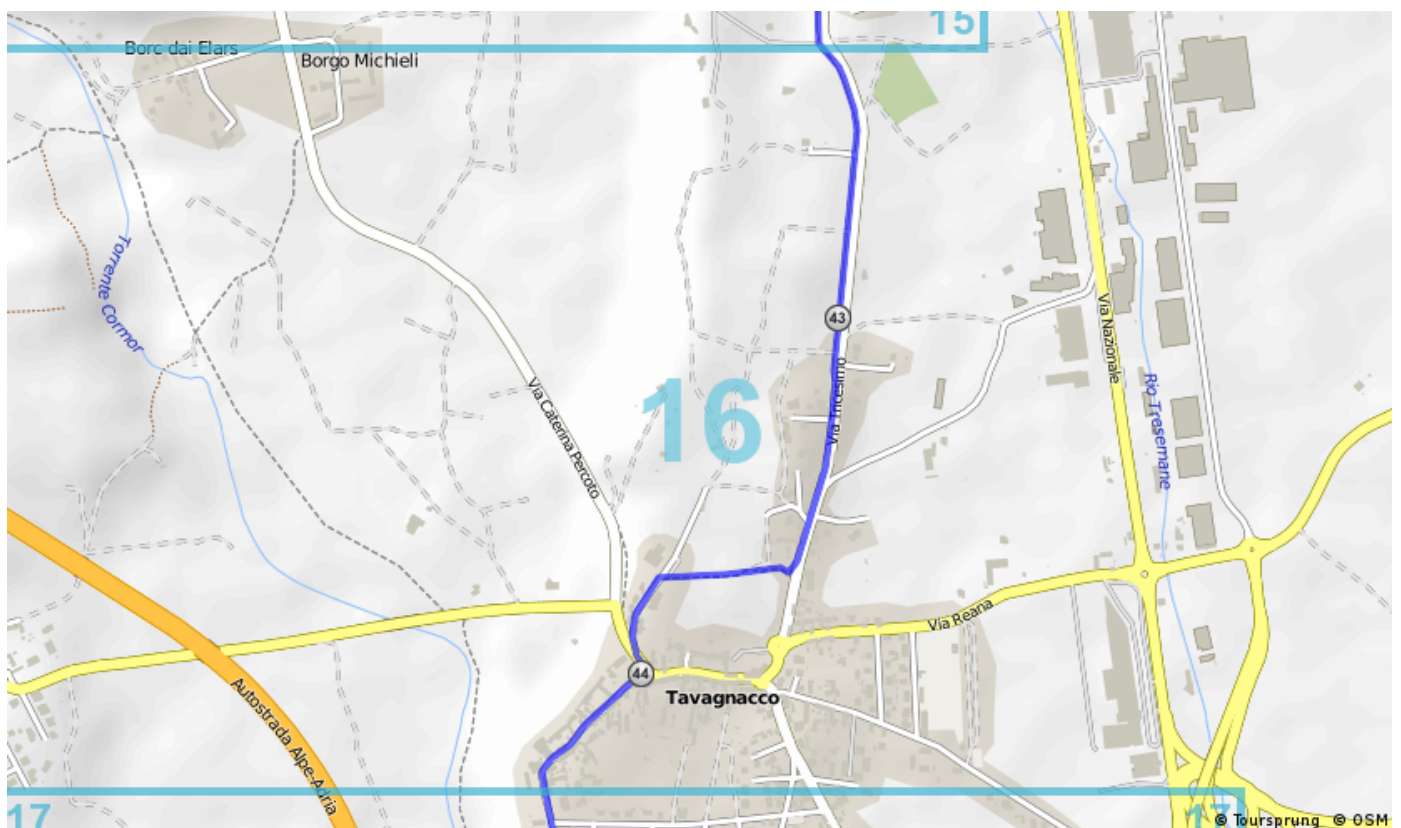 15
Borc dai Elars
Borgo Michieli
Torrente Cormor
43
Via Nazionale
Via Tricesimo
Rio Tresemane
Via Caterina Percoto
16
Via Reana
44
Tavagnacco
Autostrada Alpe-Adria
17
17
© Toursprung © OSM